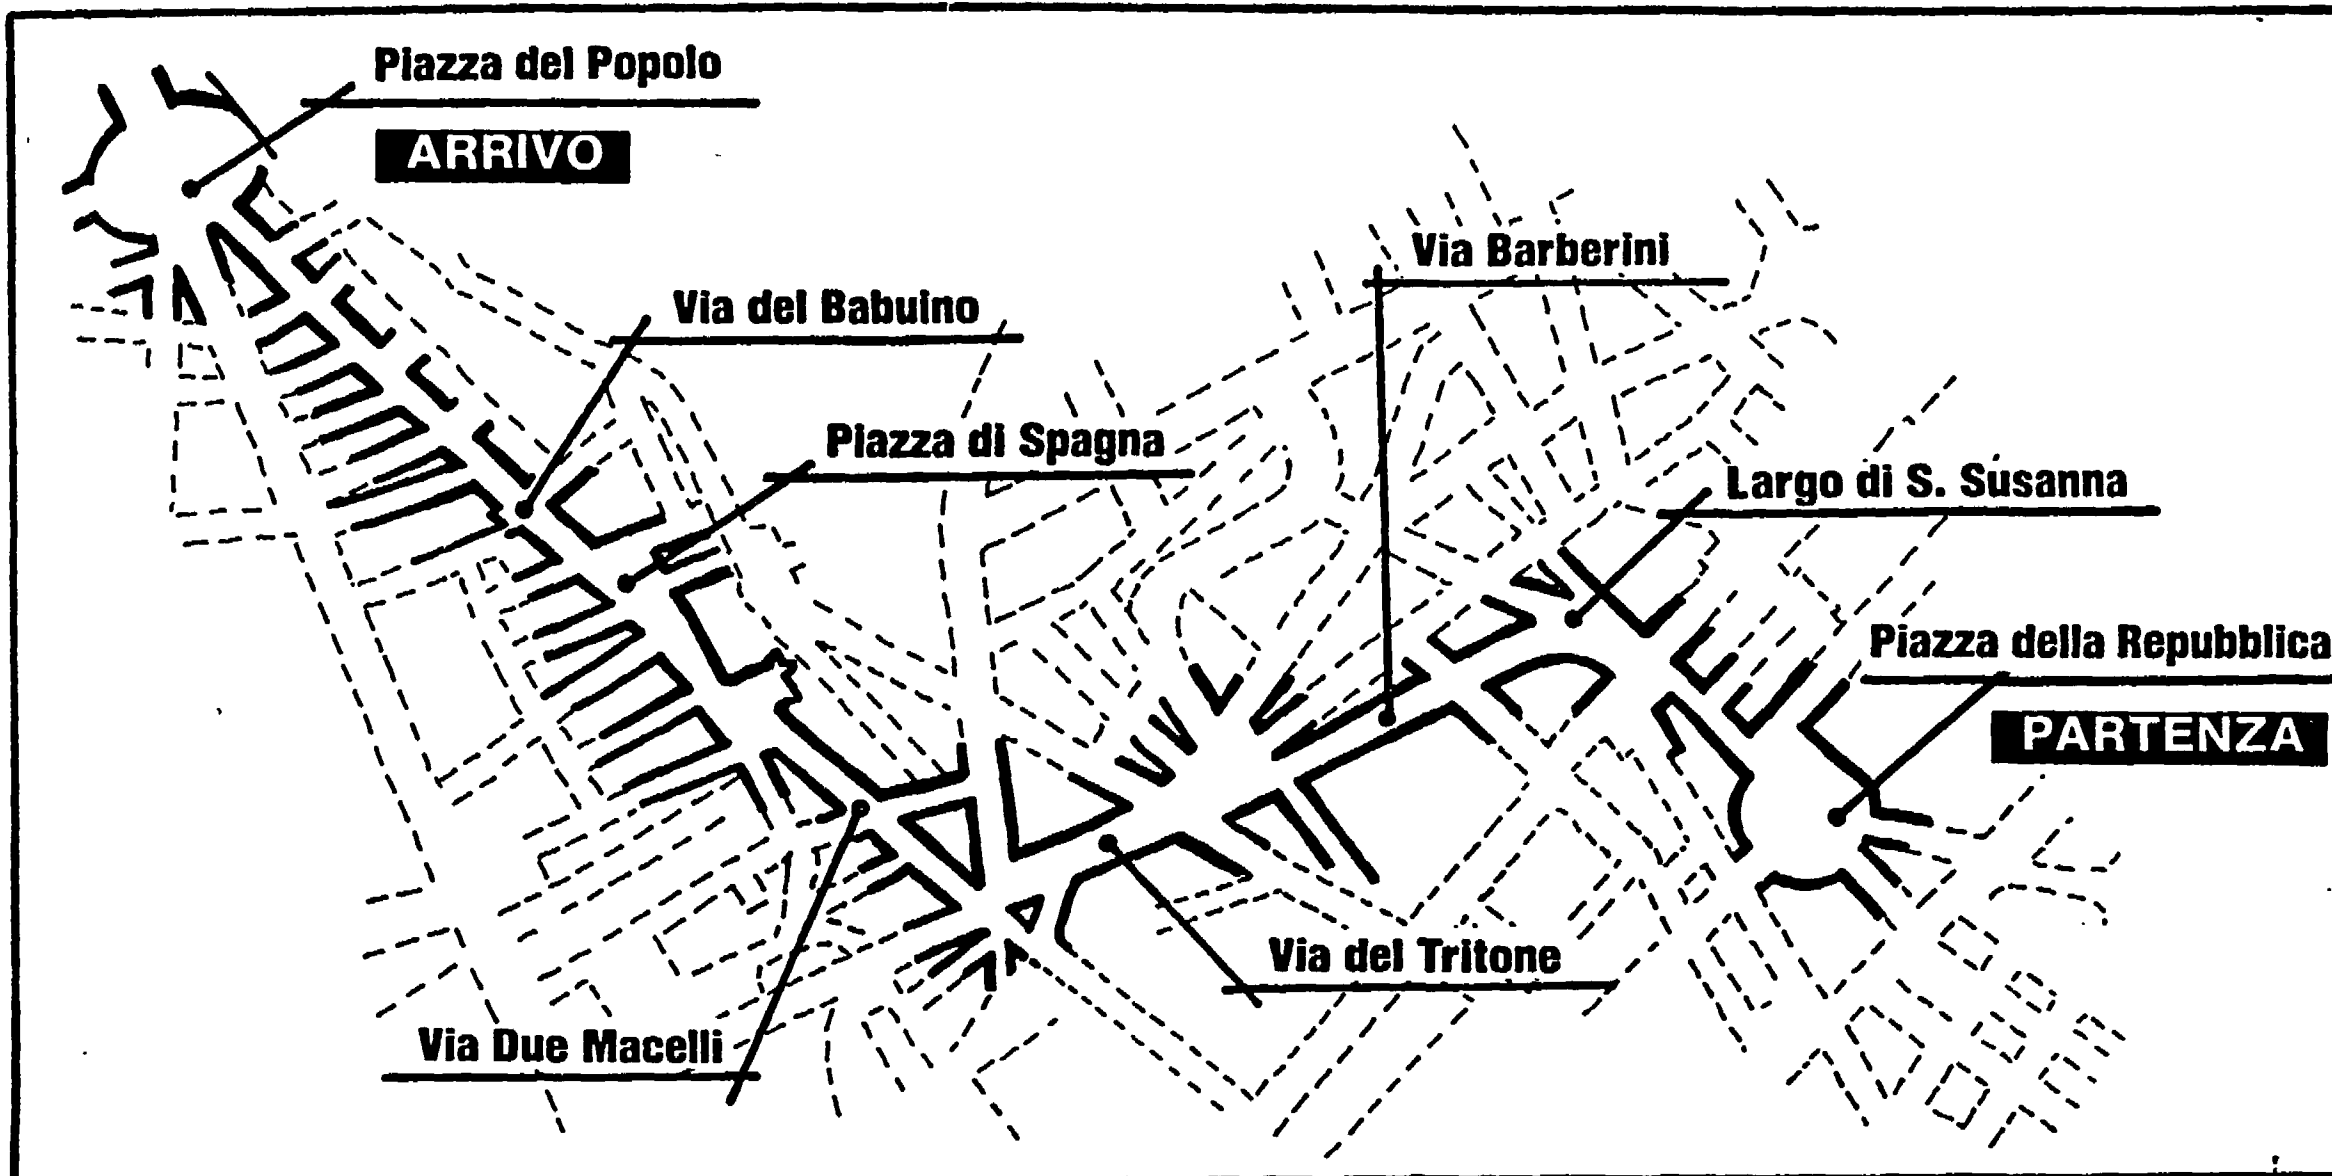 Piazza del Popolo
ARRIVO
Via Barberini
Via del Babuino
Piazza di Spagna
Largo di S. Susanna
Piazza della Repubblica
PARTENZA
Via del Tritone
Via Due Macelli